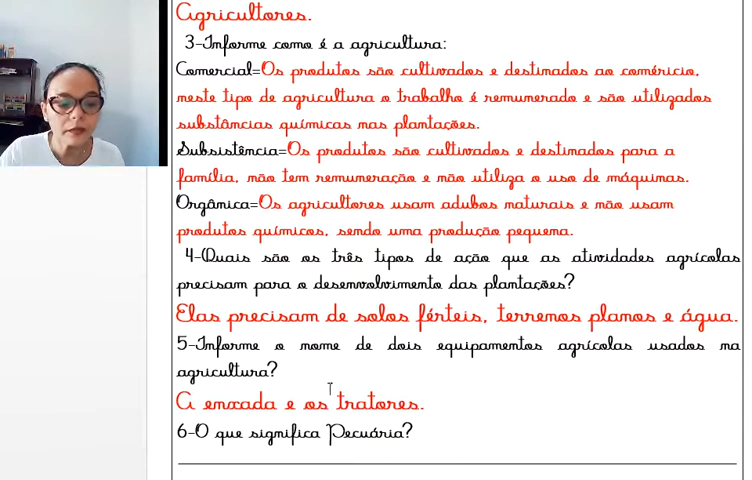 Agricultores.
3-Informe como é a agricultura:
Comercial=Os produtos são cultivados e destinados ao coméricio,
neste tipo de agricultura o trabalho é remunerado e são utilizados
substâncias químicas nas plantações.
Subsistência=Os produtos são cultivados e destinados para a
família, não tem remuneração e não utiliza o uso de máquinas.
Orgânica=Os agricultores usam adubos naturais e não usam
produtos químicos, sendo uma produção pequena.
4-Quais são os três tipos de ação que as atividades agrícolas
precisam para o desenvolvimento das plantações?
Elas precisam de solos férteis, terrenos planos e água.
5-Informe o nome de dois equipamentos agrícolas usados na
agricultura?
A enxada e os tratores.
6-O que significa Pecuária?